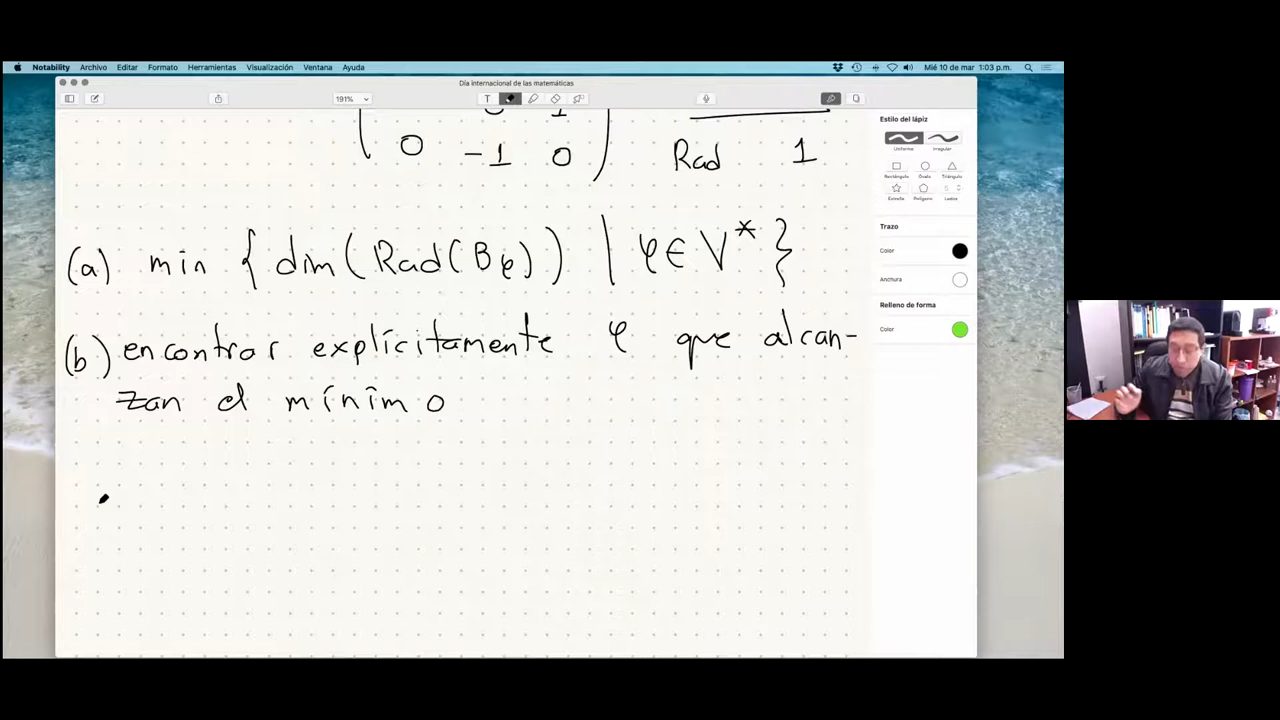 Notability Archivo Editar Formato Herramientas Visualización Ventana Ayuda Mié 10 de mar 1:03 p.m.
Día internacional de las matemáticas
191% T
Estilo del lápiz
Uniforme Irregular
Rectángulo Óvalo Triángulo
Estrella Polígono Lados
Trazo
Color
Anchura
Relleno de forma
Color
0 1
0 -1 0 Rad 1
(a) min { dim(Rad(Bφ)) | φ∈V* }
(b) encontrar explícitamente φ que alcan-
zan el mínimo